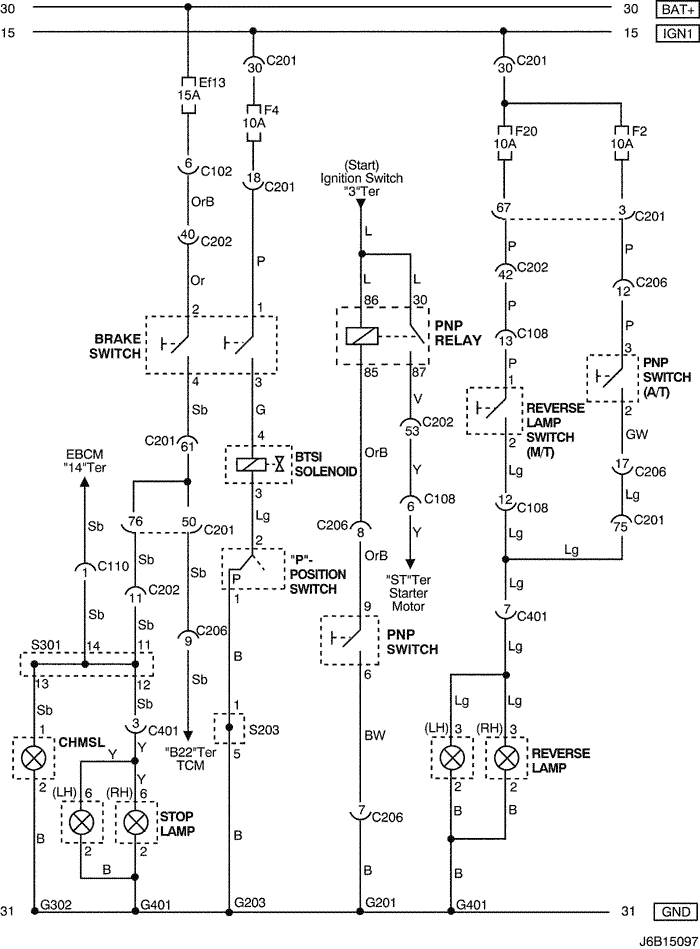 30 30 BAT+
15 15 IGN1
30 C201
30 C201
Ef13
15A
F4
10A
F20
10A
F2
10A
6 C102
18 C201
(Start)
Ignition Switch
"3"Ter
OrB
67
3 C201
40 C202
L
P
P
P
42 C202
12 C206
Or
L
L
P
P
2
1
86
30
BRAKE
SWITCH
PNP
RELAY
13 C108
3
P
PNP
SWITCH
(A/T)
4
3
85
87
1
REVERSE
LAMP
SWITCH
(M/T)
2
2
Sb
G
V
GW
C201 61
4
53 C202
OrB
BTSI
SOLENOID
EBCM
"14"Ter
Y
Lg
17 C206
3
Lg
12 C108
6 C108
Lg
Sb
76
50 C201
C206 8
75 C201
Lg
Y
2
Lg
Sb
Sb
OrB
"P"-
POSITION
SWITCH
P
1 C110
11 C202
"ST"Ter
Starter
Motor
Lg
1
Sb
Sb
9
7 C401
9 C206
PNP
SWITCH
S301
14
11
B
Lg
6
13
12
Sb
Sb
Sb
1
Lg
Lg
3 C401
S203
BW
1
CHMSL
Y
Y
"B22"Ter
TCM
5
(LH) 3
(RH) 3
REVERSE
LAMP
2
(LH) 6
(RH) 6
2
2
STOP
LAMP
7 C206
B
B
B
2
2
B
B
B
B
31 G302 G401 G203 G201 G401 31 GND
J6B15097